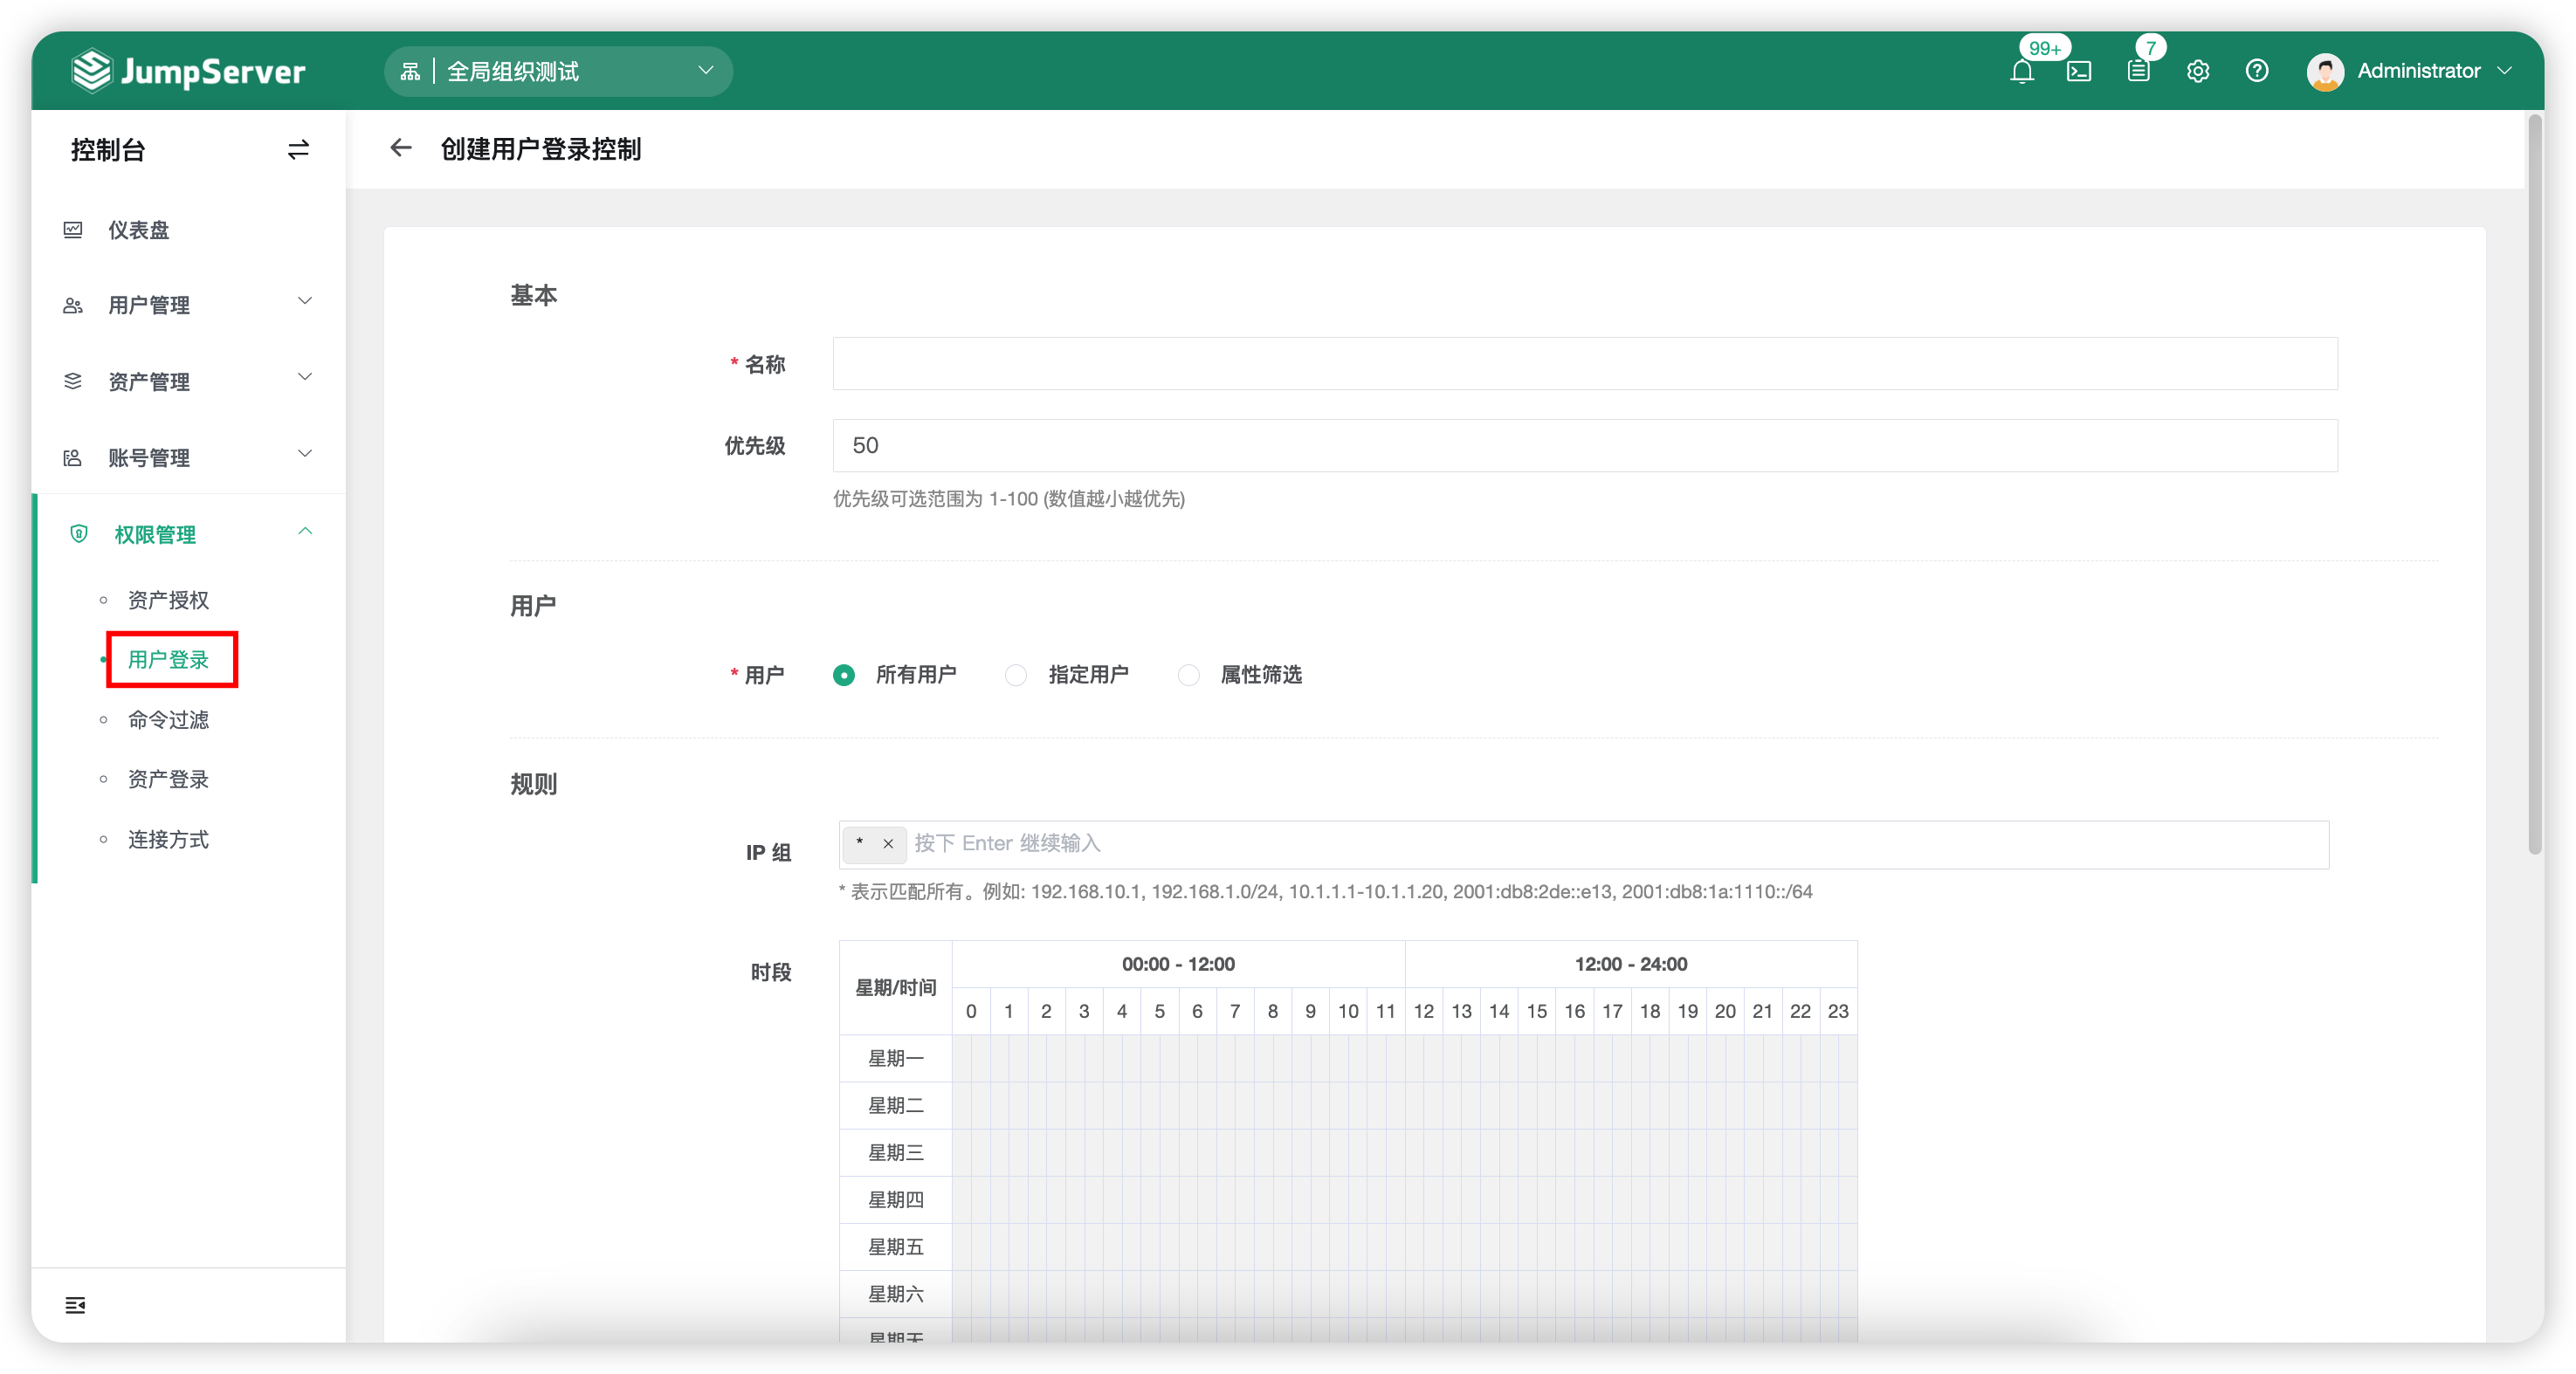 JumpServer
全局组织测试
99+
7
Administrator
控制台
创建用户登录控制
仪表盘
用户管理
资产管理
账号管理
权限管理
资产授权
用户登录
命令过滤
资产登录
连接方式
基本
* 名称
优先级
50
优先级可选范围为 1-100 (数值越小越优先)
用户
* 用户
所有用户
指定用户
属性筛选
规则
IP 组
* × 按下 Enter 继续输入
* 表示匹配所有。例如: 192.168.10.1, 192.168.1.0/24, 10.1.1.1-10.1.1.20, 2001:db8:2de::e13, 2001:db8:1a:1110::/64
时段
星期/时间
00:00 - 12:00
12:00 - 24:00
0 1 2 3 4 5 6 7 8 9 10 11 12 13 14 15 16 17 18 19 20 21 22 23
星期一
星期二
星期三
星期四
星期五
星期六
星期天